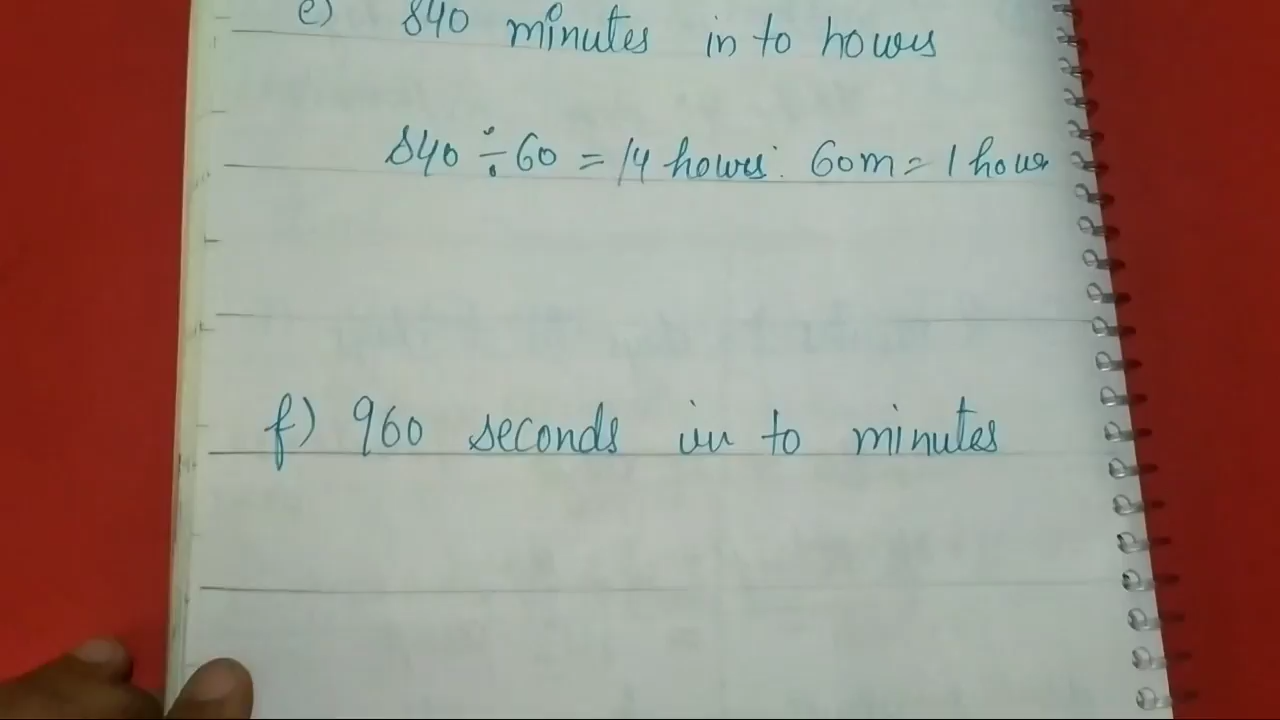 e) 840 minutes in to hours
840 ÷ 60 = 14 hours. 60m = 1 hour
f) 960 seconds in to minutes